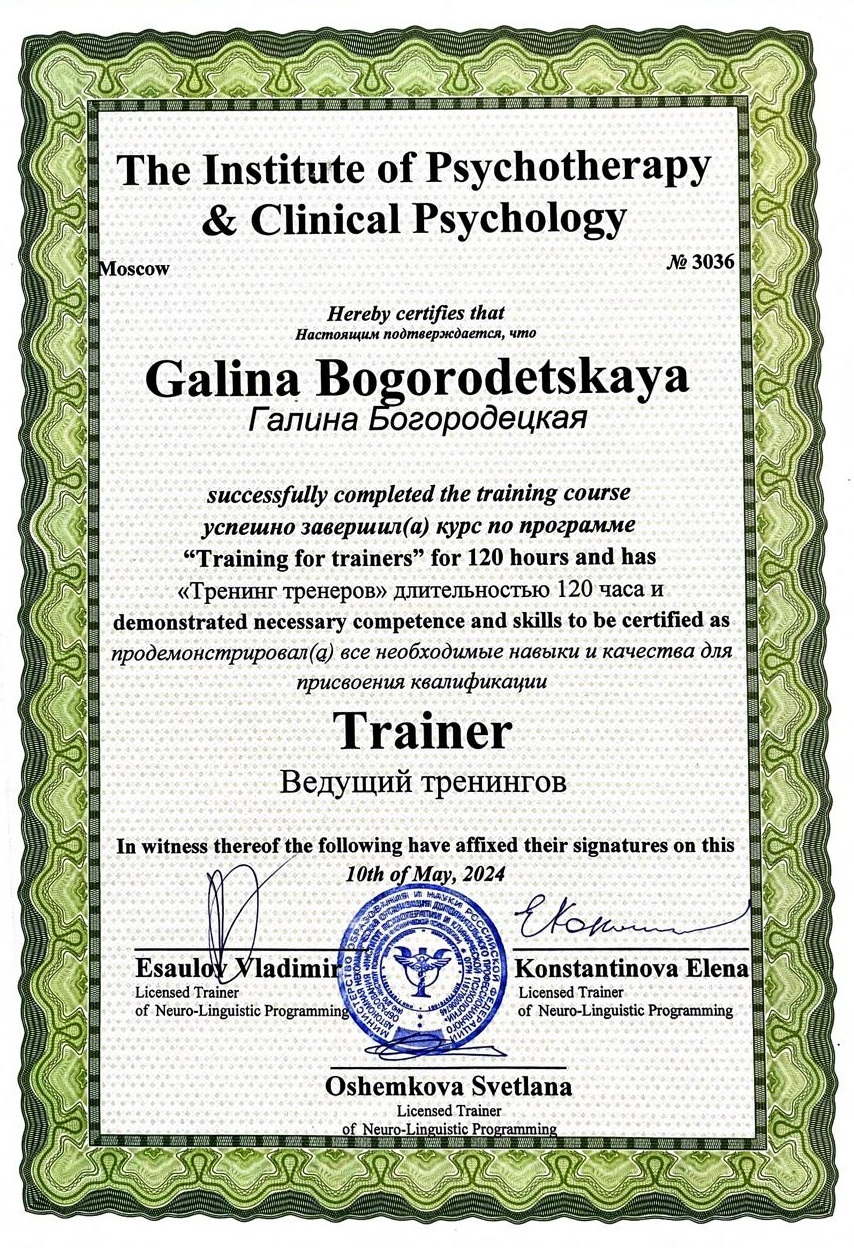 The Institute of Psychotherapy
& Clinical Psychology
Moscow
№ 3036
Hereby certifies that
Настоящим подтверждается, что
Galina Bogorodetskaya
Галина Богородецкая
successfully completed the training course
успешно завершил(а) курс по программе
“Training for trainers” for 120 hours and has
«Тренинг тренеров» длительностью 120 часа и
demonstrated necessary competence and skills to be certified as
продемонстрировал(а) все необходимые навыки и качества для
присвоения квалификации
Trainer
Ведущий тренингов
In witness thereof the following have affixed their signatures on this
10th of May, 2024
Esaulov Vladimir
Licensed Trainer
of Neuro-Linguistic Programming
МИНИСТЕРСТВО ОБРАЗОВАНИЯ И НАУКИ РОССИЙСКОЙ ФЕДЕРАЦИИ
Konstantinova Elena
Licensed Trainer
of Neuro-Linguistic Programming
Oshemkova Svetlana
Licensed Trainer
of Neuro-Linguistic Programming